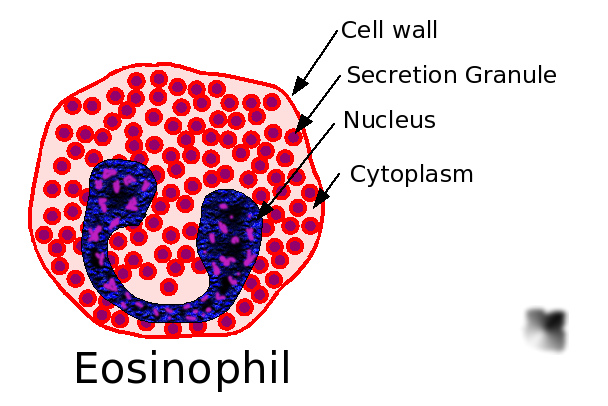 Cell wall
Secretion Granule
Nucleus
Cytoplasm
Eosinophil